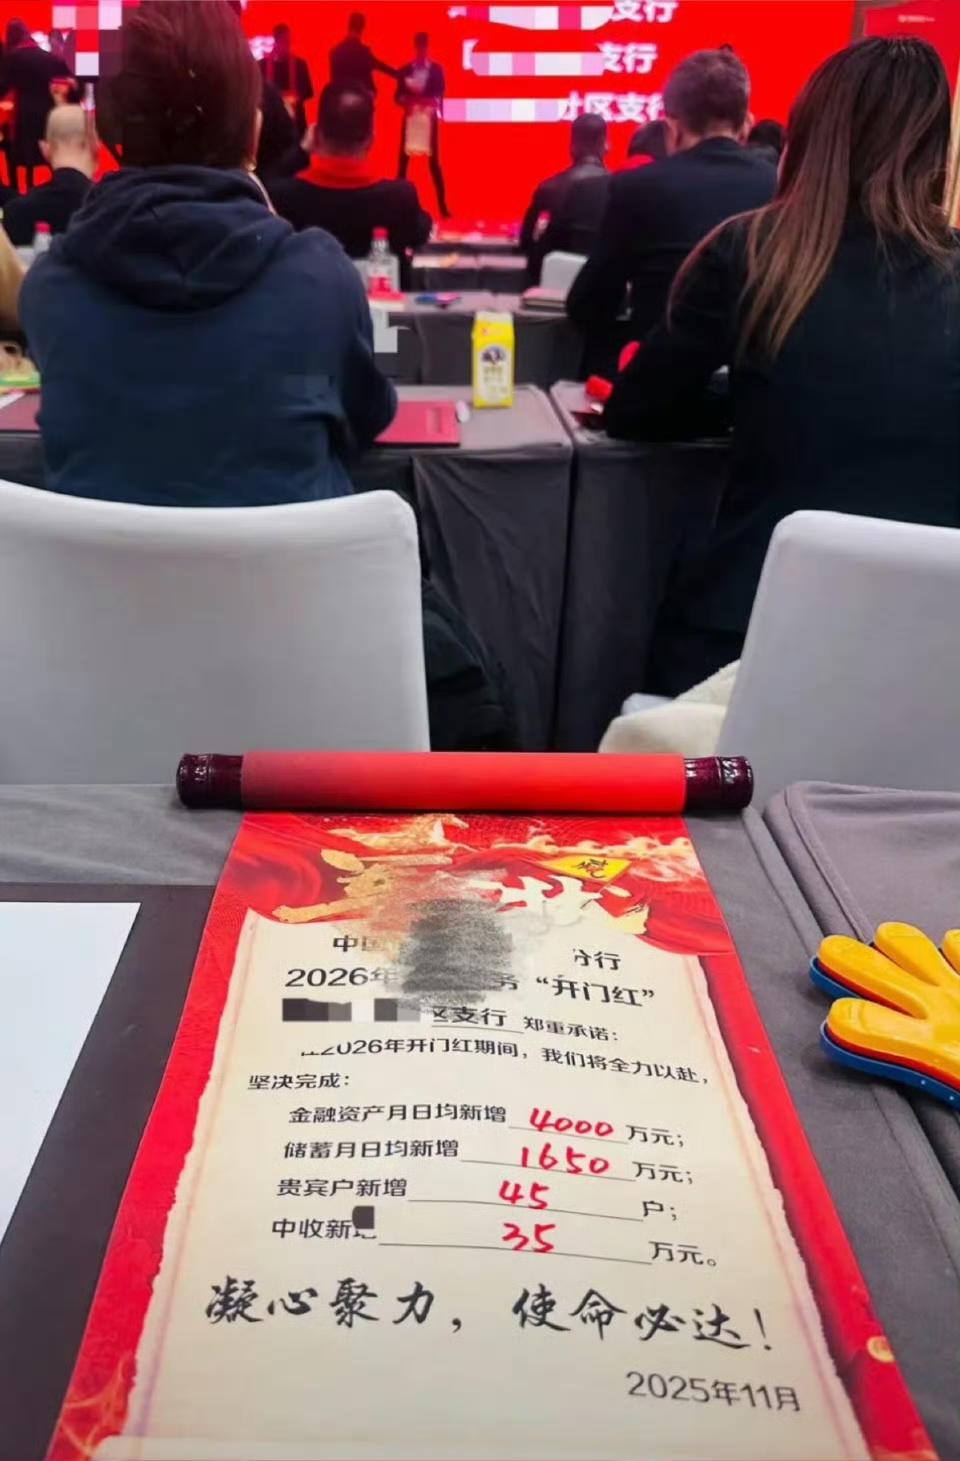 支行
支行
社区支行
状
中国
分行
2026年
务“开门红”
区支行 郑重承诺：
2026年开门红期间，我们将全力以赴，
坚决完成：
金融资产月日均新增 4000 万元；
储蓄月日均新增 1650 万元；
贵宾户新增 45 户；
中收新增 35 万元。
凝心聚力，使命必达！
2025年11月